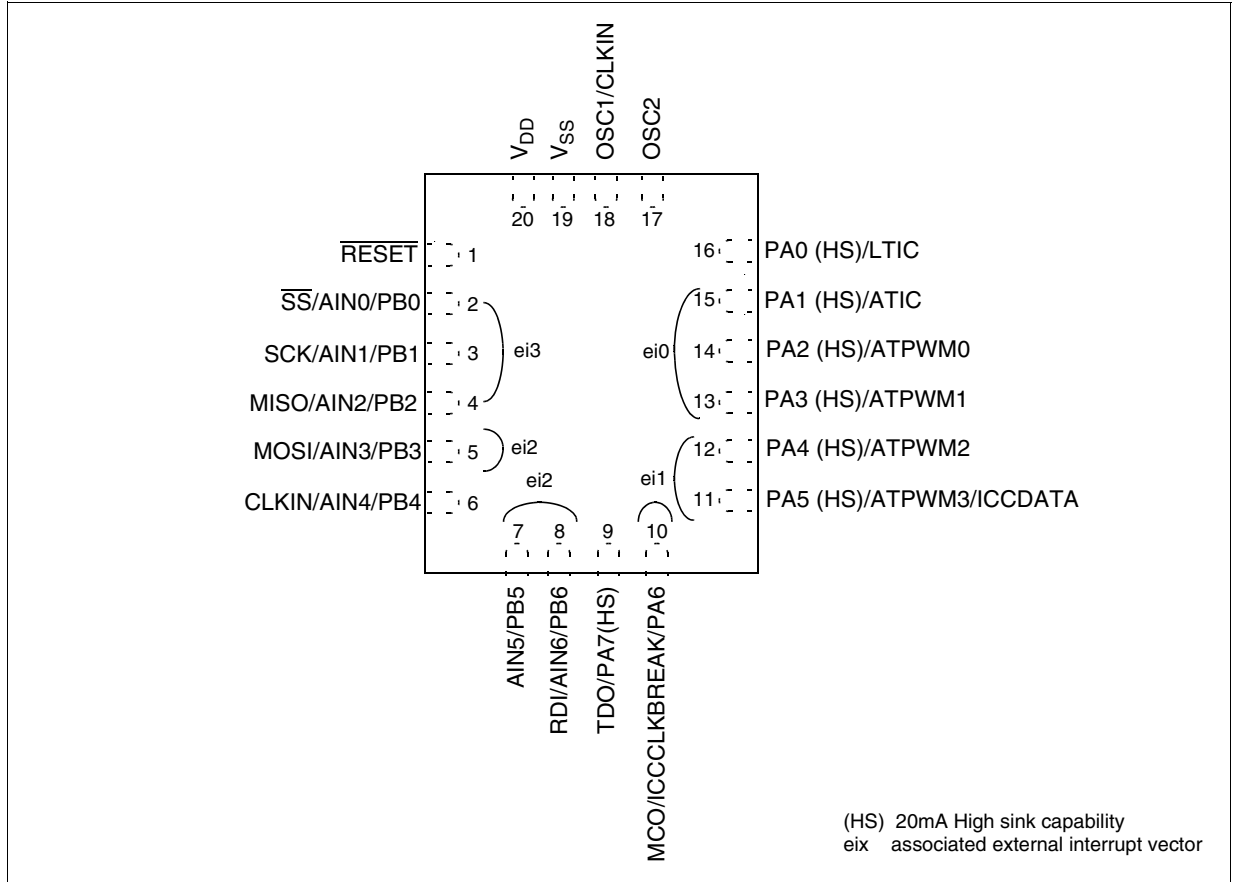 VDD
VSS
OSC1/CLKIN
OSC2
20
19
18
17
RESET
1
16
PA0 (HS)/LTIC
SS/AIN0/PB0
2
15
PA1 (HS)/ATIC
SCK/AIN1/PB1
3
ei3
ei0
14
PA2 (HS)/ATPWM0
MISO/AIN2/PB2
4
13
PA3 (HS)/ATPWM1
MOSI/AIN3/PB3
5
ei2
12
PA4 (HS)/ATPWM2
ei2
ei1
CLKIN/AIN4/PB4
6
11
PA5 (HS)/ATPWM3/ICCDATA
7
8
9
10
AIN5/PB5
RDI/AIN6/PB6
TDO/PA7(HS)
MCO/ICCCLKBREAK/PA6
(HS) 20mA High sink capability
eix associated external interrupt vector